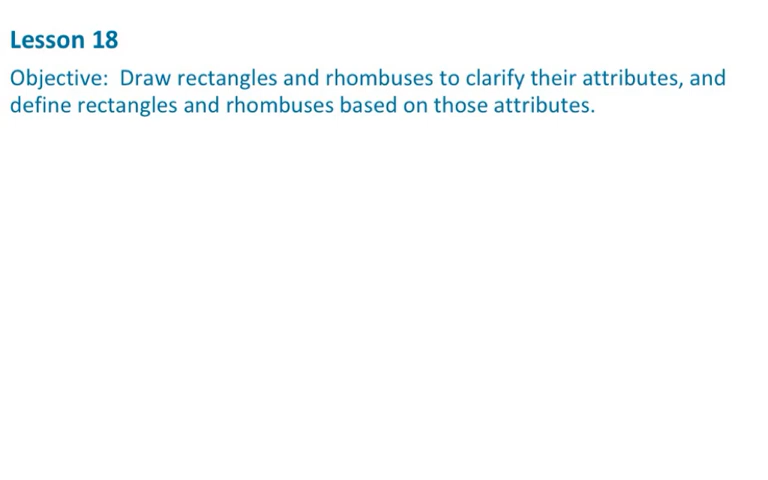 Lesson 18
Objective:  Draw rectangles and rhombuses to clarify their attributes, and
define rectangles and rhombuses based on those attributes.